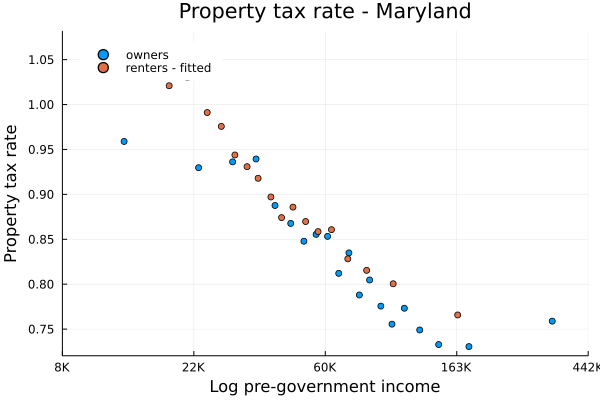 Property tax rate - Maryland
owners
renters - fitted
1.05
1.00
0.95
0.90
0.85
0.80
0.75
Property tax rate
8K 22K 60K 163K 442K
Log pre-government income